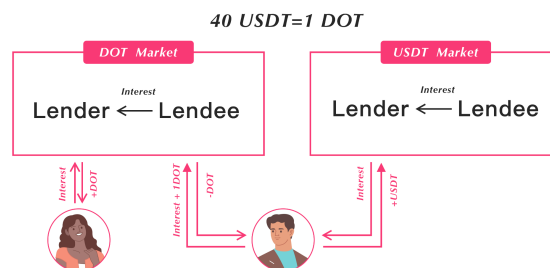 40 USDT=1 DOT
DOT Market
USDT Market
Interest
Lender Lendee
Interest
Lender Lendee
Interest
+DOT
Interest + 1DOT
-DOT
Interest
+USDT